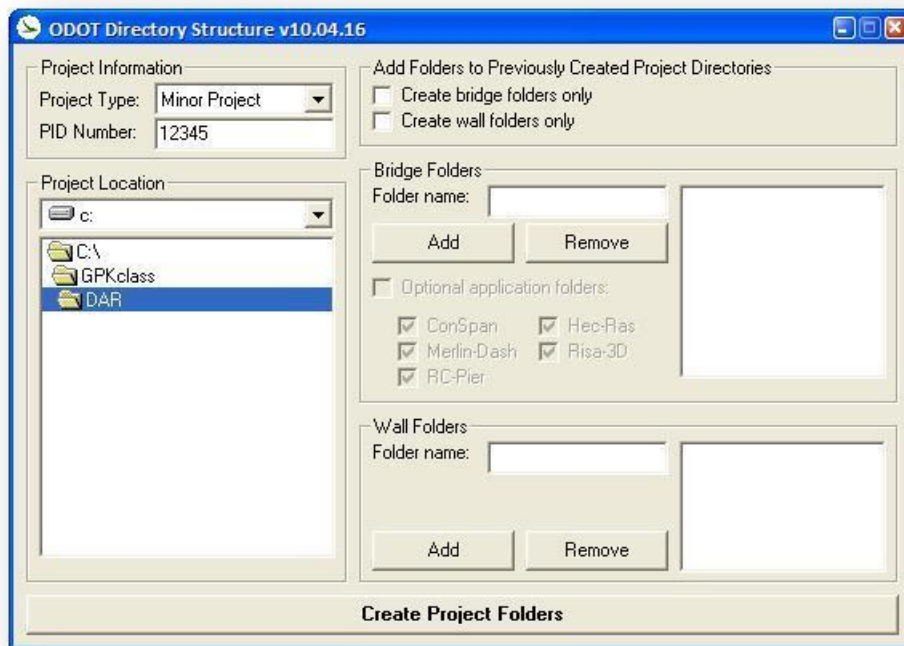 ODOT Directory Structure v10.04.16
Project Information
Project Type: Minor Project
PID Number: 12345
Project Location
c:
C:\
GPKclass
DAR
Add Folders to Previously Created Project Directories
Create bridge folders only
Create wall folders only
Bridge Folders
Folder name:
Add Remove
Optional application folders:
ConSpan Hec-Ras
Merlin-Dash Risa-3D
RC-Pier
Wall Folders
Folder name:
Add Remove
Create Project Folders